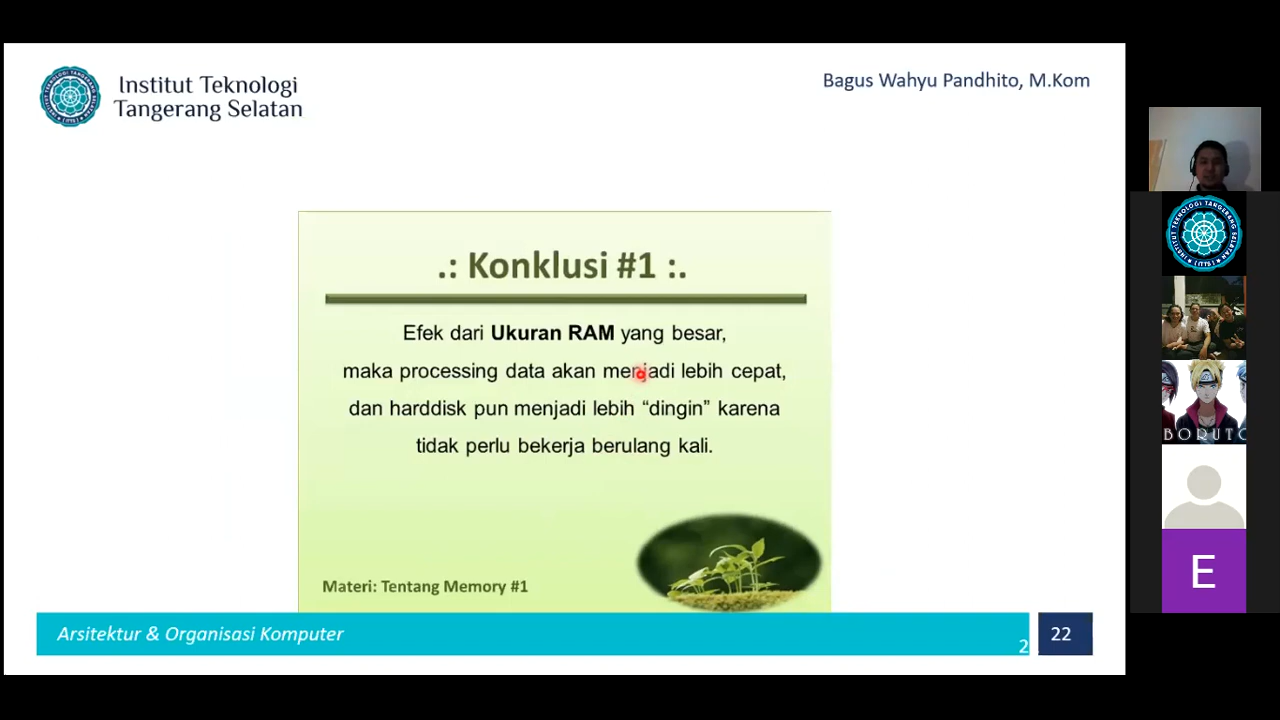 Institut Teknologi
Tangerang Selatan
Bagus Wahyu Pandhito, M.Kom
.: Konklusi #1 :.
Efek dari Ukuran RAM yang besar,
maka processing data akan menjadi lebih cepat,
dan harddisk pun menjadi lebih “dingin” karena
tidak perlu bekerja berulang kali.
Materi: Tentang Memory #1
Arsitektur & Organisasi Komputer
2
22
BORUTO
E